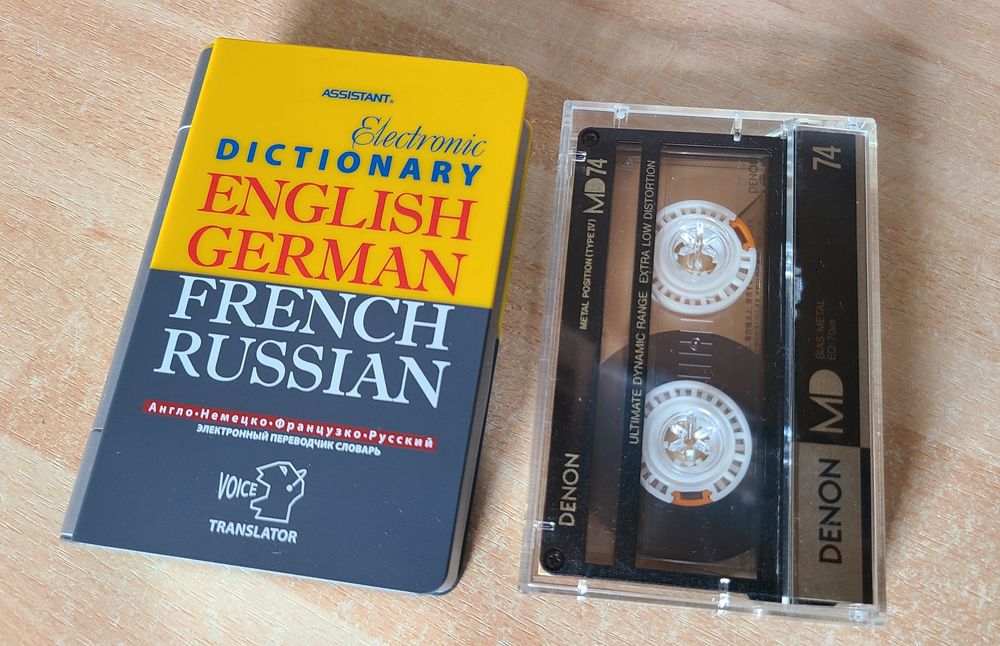 ASSISTANT®
Electronic
DICTIONARY
ENGLISH
GERMAN
FRENCH
RUSSIAN
Англо•Немецко•Французко•Русский
ЭЛЕКТРОННЫЙ ПЕРЕВОДЧИК СЛОВАРЬ
VOICE
TRANSLATOR
DENON
METAL POSITION (TYPE IV) MD 74
ULTIMATE DYNAMIC RANGE EXTRA LOW DISTORTION
DENON
DENON MD
BIAS: METAL
EQ: 70μs
74